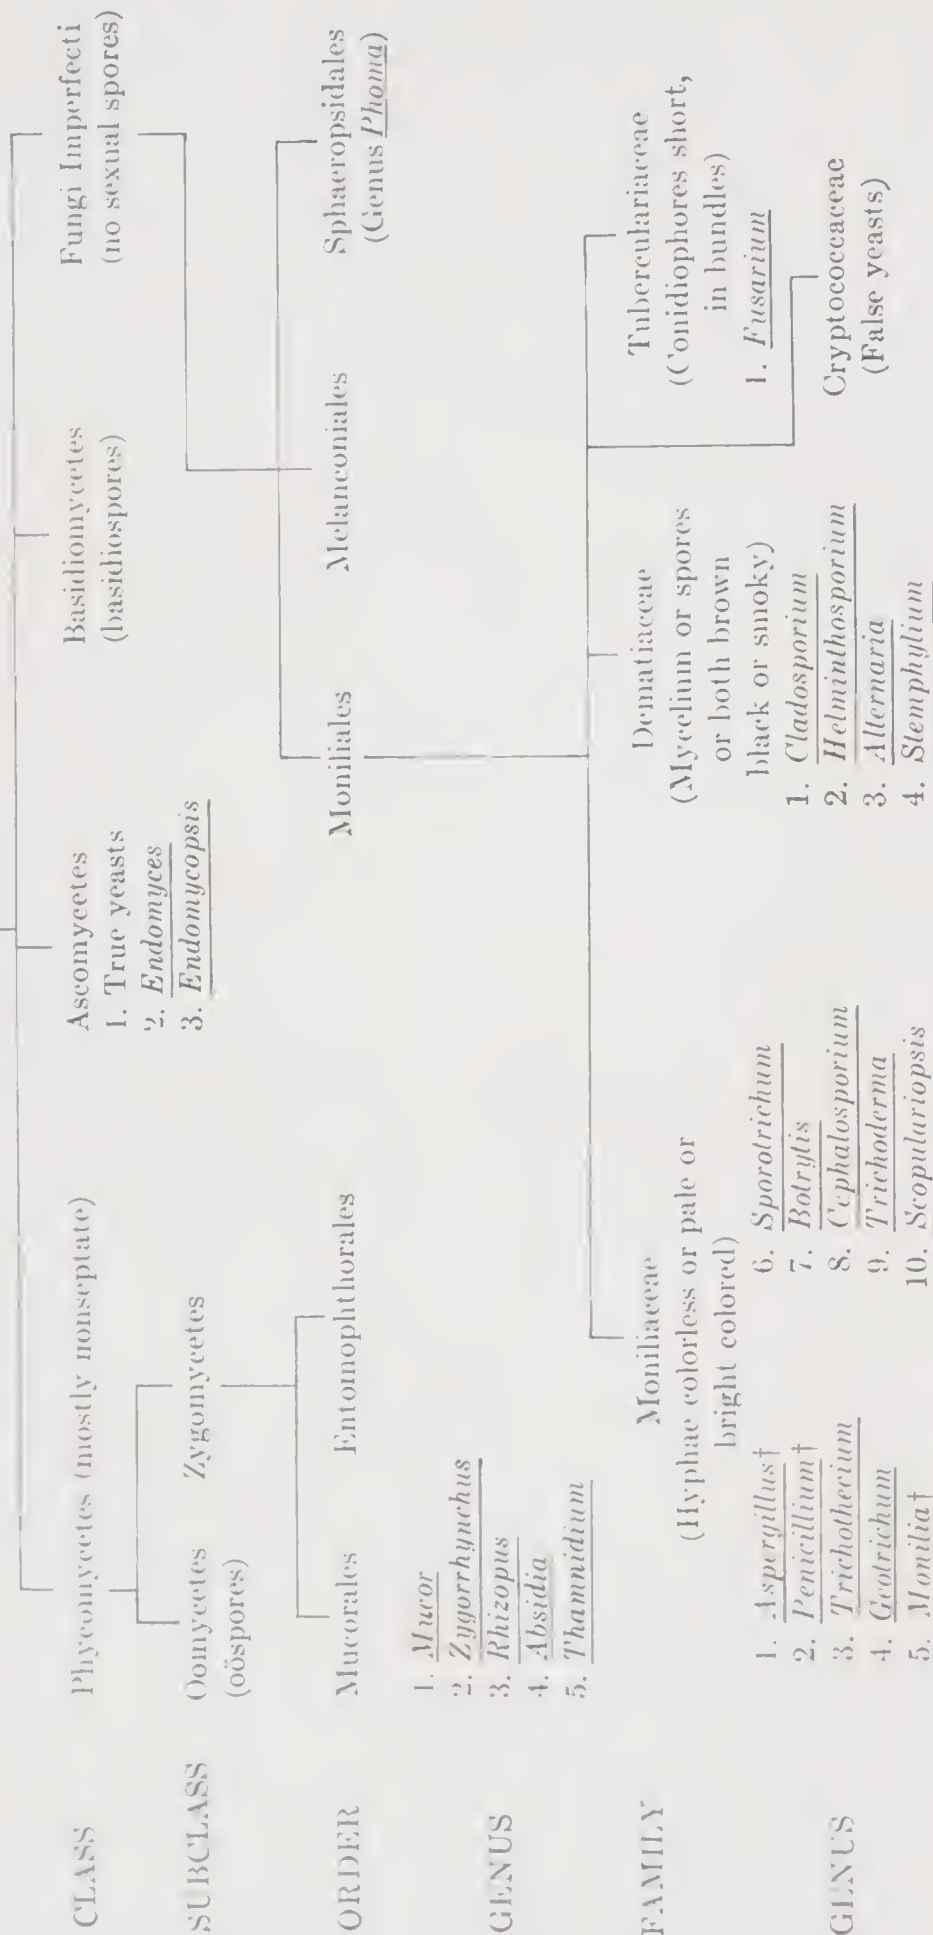 CLASS
Phycomycetes (mostly nonseptate)
Ascomycetes
1. True yeasts
2. Endomyces
3. Endomycopsis
Basidiomycetes
(basidiospores)
Fungi Imperfecti
(no sexual spores)
SUBCLASS
Oomycetes
(oöspores)
Zygomycetes
ORDER
Mucorales
Entomophthorales
Moniliales
Melanconiales
Sphaeropsidales
(Genus Phoma)
GENUS
1. Mucor
2. Zygorrhynchus
3. Rhizopus
4. Absidia
5. Thamnidium
FAMILY
Moniliaceae
(Hyphae colorless or pale or
bright colored)
Dematiaceae
(Mycelium or spores
or both brown
black or smoky)
Tuberculariaceae
(Conidiophores short,
in bundles)
1. Fusarium
Cryptococcaceae
(False yeasts)
GENUS
1. Aspergillus†
2. Penicillium†
3. Trichothecium
4. Geotrichum
5. Monilia†
6. Sporotrichum
7. Botrytis
8. Cephalosporium
9. Trichoderma
10. Scopulariopsis
1. Cladosporium
2. Helminthosporium
3. Alternaria
4. Stemphylium